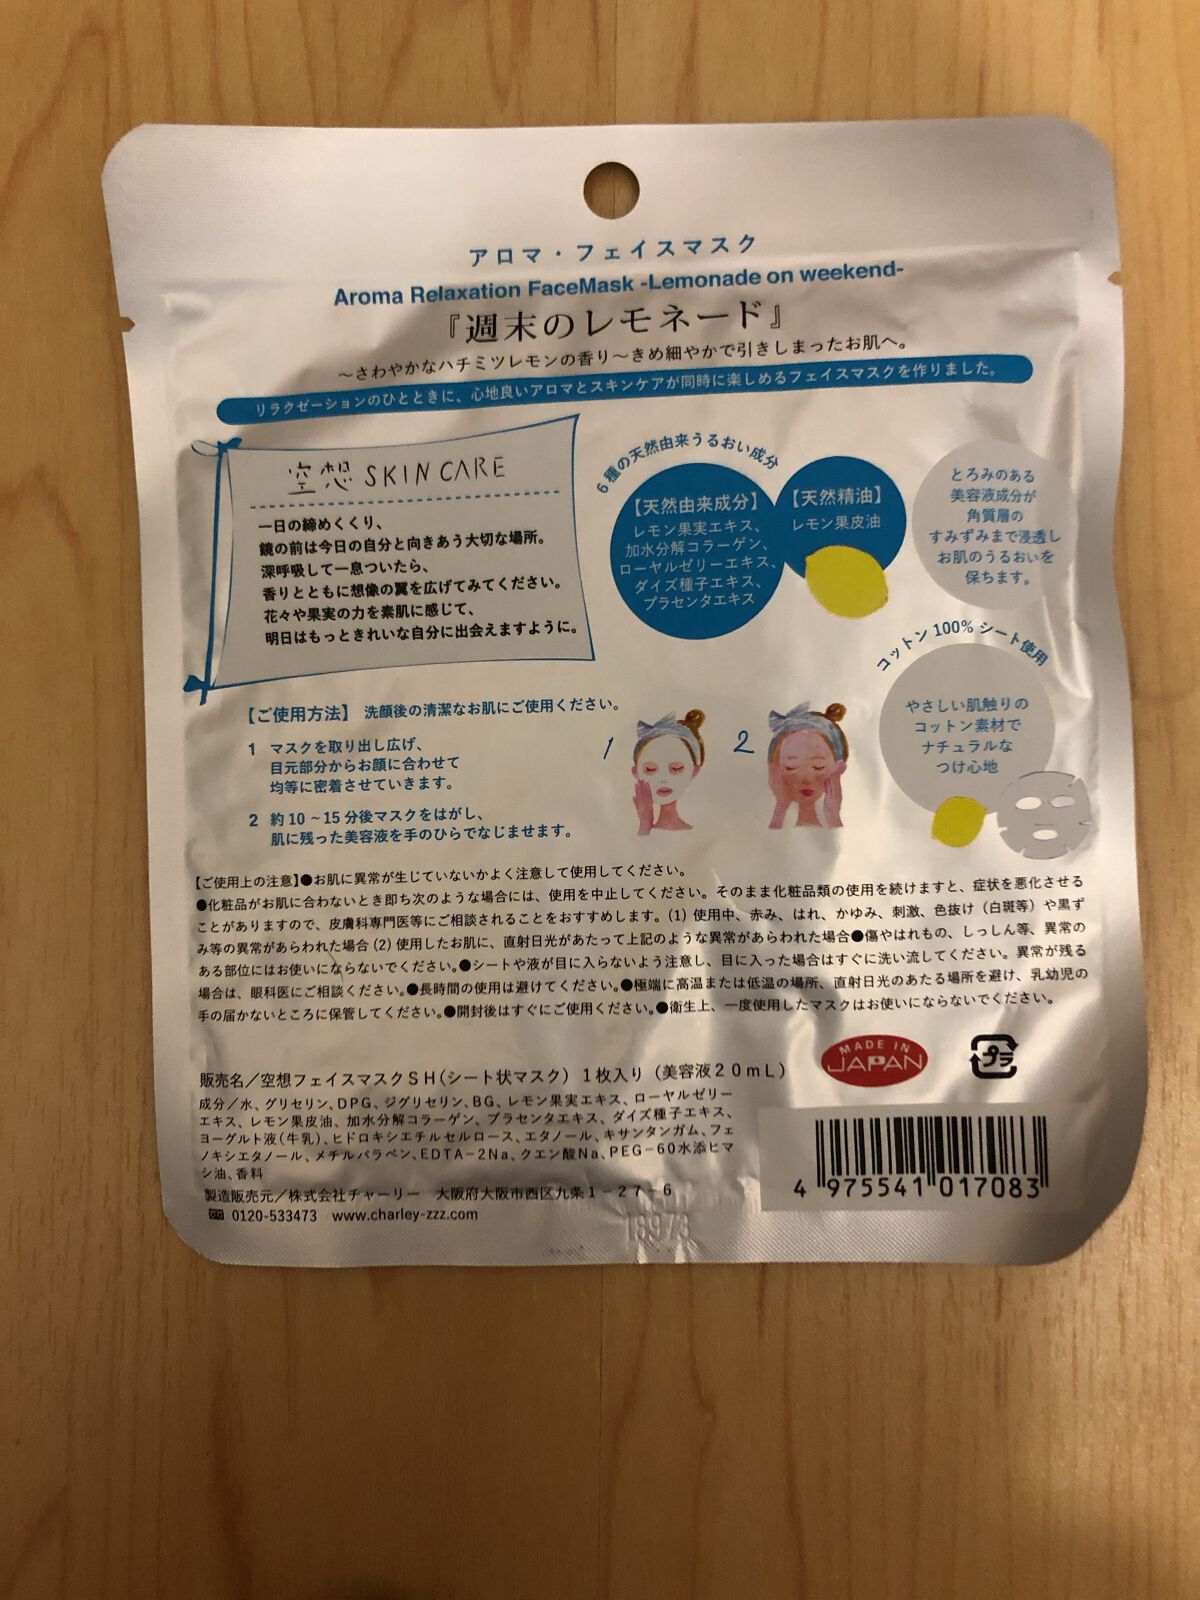 アロマ・フェイスマスク
Aroma Relaxation FaceMask -Lemonade on weekend-
『週末のレモネード』
～さわやかなハチミツレモンの香り～きめ細やかで引きしまったお肌へ。
リラクゼーションのひとときに、心地良いアロマとスキンケアが同時に楽しめるフェイスマスクを作りました。
空想 SKIN CARE
一日の締めくくり、
鏡の前は今日の自分と向きあう大切な場所。
深呼吸して一息ついたら、
香りとともに想像の翼を広げてみてください。
花々や果実の力を素肌に感じて、
明日はもっときれいな自分に出会えますように。
6種の天然由来うるおい成分
【天然由来成分】
レモン果実エキス、
加水分解コラーゲン、
ローヤルゼリーエキス、
ダイズ種子エキス、
プラセンタエキス
【天然精油】
レモン果皮油
とろみのある
美容液成分が
角質層の
すみずみまで浸透し
お肌のうるおいを
保ちます。
コットン100%シート使用
やさしい肌触りの
コットン素材で
ナチュラルな
つけ心地
【ご使用方法】 洗顔後の清潔なお肌にご使用ください。
1 マスクを取り出し広げ、
目元部分からお顔に合わせて
均等に密着させていきます。
2 約10～15分後マスクをはがし、
肌に残った美容液を手のひらでなじませます。
1
2
【ご使用上の注意】●お肌に異常が生じていないかよく注意して使用してください。
●化粧品がお肌に合わないとき即ち次のような場合には、使用を中止してください。そのまま化粧品類の使用を続けますと、症状を悪化させる
ことがありますので、皮膚科専門医等にご相談されることをおすすめします。(1) 使用中、赤み、はれ、かゆみ、刺激、色抜け（白斑等）や黒ず
み等の異常があらわれた場合 (2) 使用したお肌に、直射日光があたって上記のような異常があらわれた場合●傷やはれもの、しっしん等、異常の
ある部位にはお使いにならないでください。●シートや液が目に入らないよう注意し、目に入った場合はすぐに洗い流してください。異常が残る
場合は、眼科医にご相談ください。●長時間の使用は避けてください。●極端に高温または低温の場所、直射日光のあたる場所を避け、乳幼児の
手の届かないところに保管してください。●開封後はすぐにご使用ください。●衛生上、一度使用したマスクはお使いにならないでください。
MADE IN
JAPAN
プラ
販売名／空想フェイスマスクＳＨ(シート状マスク) １枚入り（美容液２０ｍＬ）
成分／水、グリセリン、DPG、ジグリセリン、BG、レモン果実エキス、ローヤルゼリー
エキス、レモン果皮油、加水分解コラーゲン、プラセンタエキス、ダイズ種子エキス、
ヨーグルト液(牛乳)、ヒドロキシエチルセルロース、エタノール、キサンタンガム、フェ
ノキシエタノール、メチルパラベン、EDTA－2Na、クエン酸Na、PEG－60水添ヒマ
シ油、香料
製造販売元／株式会社チャーリー　大阪府大阪市西区九条１－２７－６
0120-533473 www.charley-zzz.com
4 975541 017083